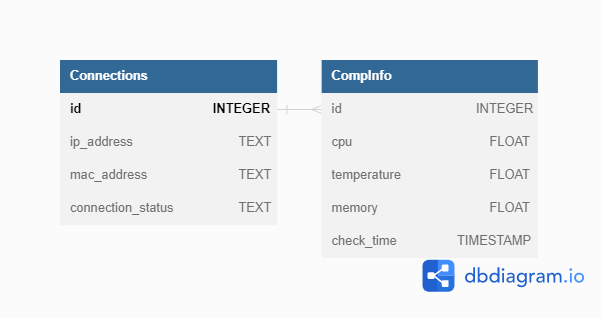 Connections
id INTEGER
ip_address TEXT
mac_address TEXT
connection_status TEXT
CompInfo
id INTEGER
cpu FLOAT
temperature FLOAT
memory FLOAT
check_time TIMESTAMP
dbdiagram.io